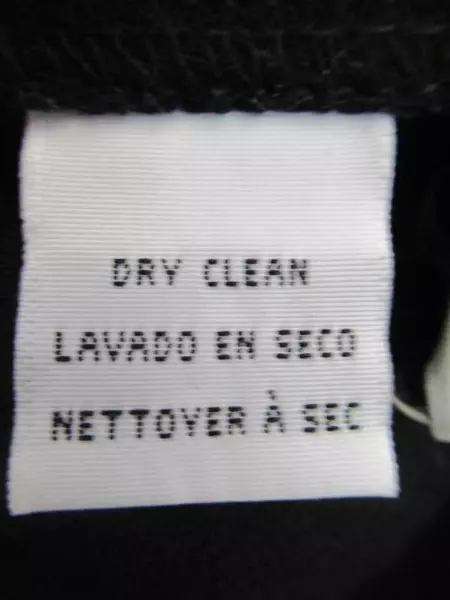 DRY CLEAN
LAVADO EN SECO
NETTOYER À SEC